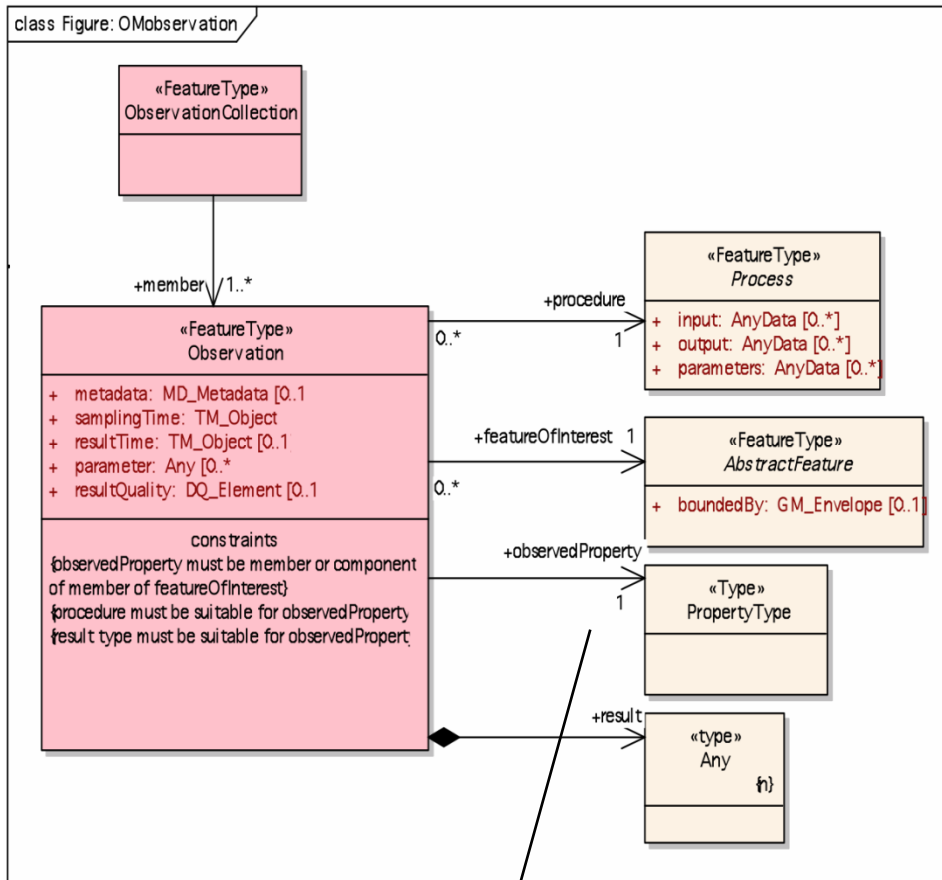 class Figure: OMobservation
«FeatureType»
ObservationCollection
+member
1..*
«FeatureType»
Observation
+ metadata: MD_Metadata [0..1
+ samplingTime: TM_Object
+ resultTime: TM_Object [0..1
+ parameter: Any [0..*
+ resultQuality: DQ_Element [0..1
constraints
{observedProperty must be member or component
of member of featureOfInterest}
{procedure must be suitable for observedProperty
{result type must be suitable for observedPropert
+procedure
0..*
1
«FeatureType»
Process
+ input: AnyData [0..*]
+ output: AnyData [0..*]
+ parameters: AnyData [0..*]
+featureOfInterest
1
0..*
«FeatureType»
AbstractFeature
+ boundedBy: GM_Envelope [0..1]
+observedProperty
1
«Type»
PropertyType
+result
«type»
Any
{n}